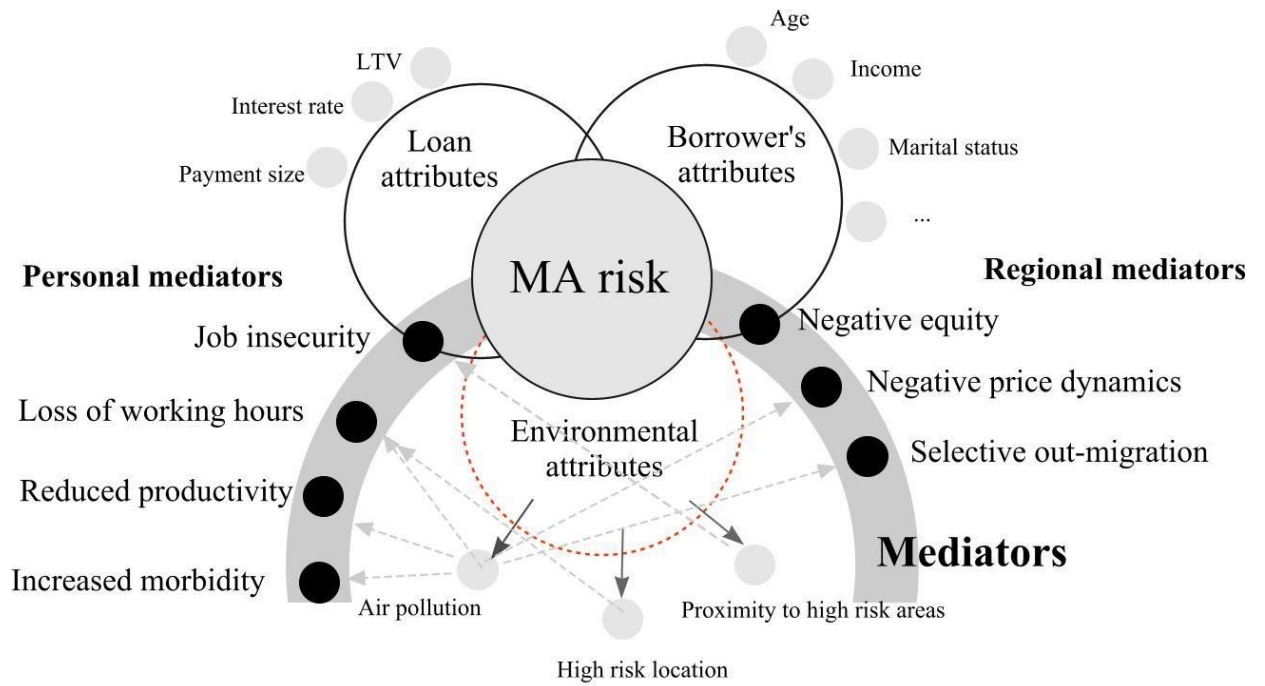 Age
LTV
Income
Interest rate
Loan
attributes
Borrower's
attributes
Marital status
Payment size
...
MA risk
Personal mediators
Regional mediators
Job insecurity
Negative equity
Negative price dynamics
Loss of working hours
Environmental
attributes
Selective out-migration
Reduced productivity
Mediators
Increased morbidity
Air pollution
Proximity to high risk areas
High risk location